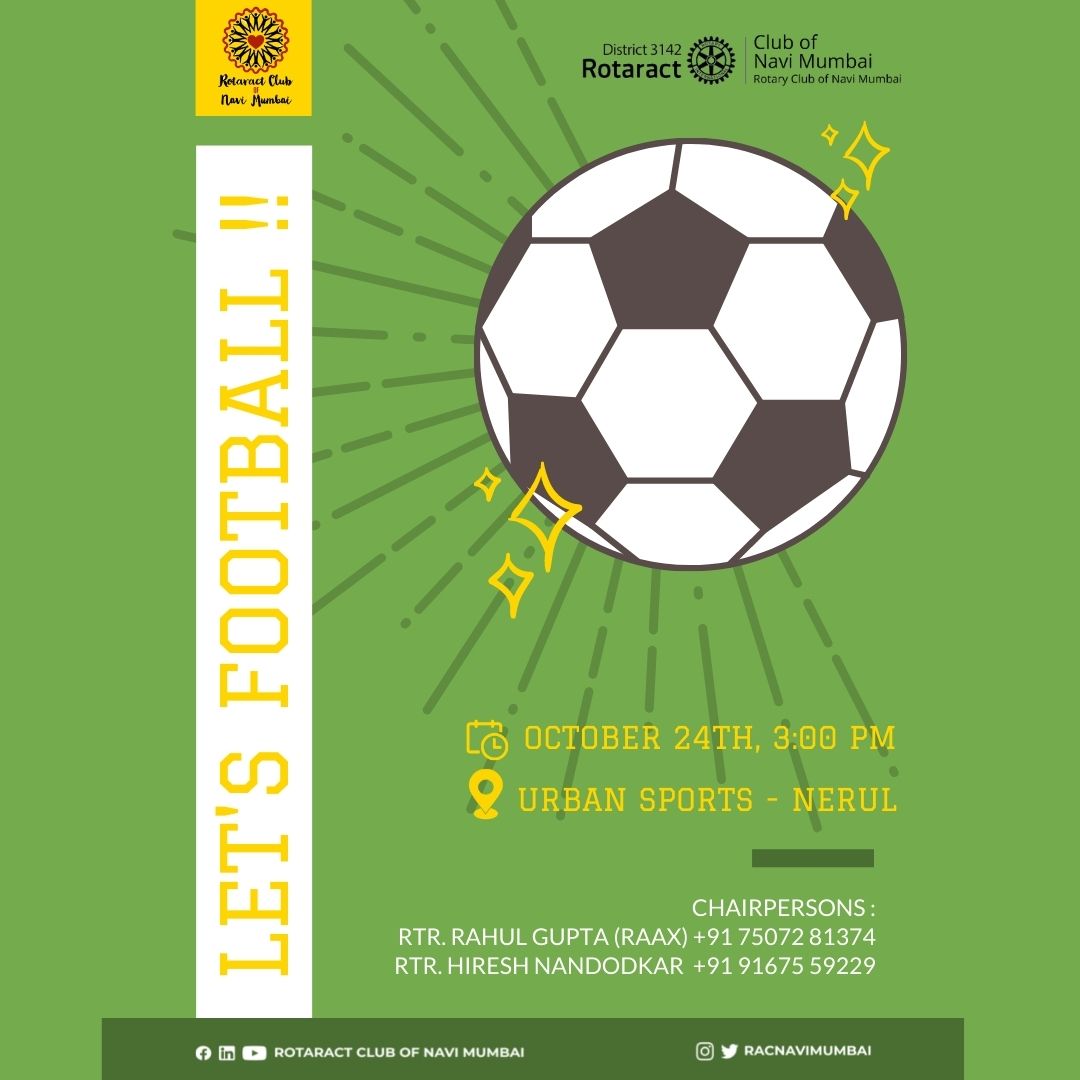 Rotaract Club
OF
Navi Mumbai
District 3142
Rotaract
Club of
Navi Mumbai
Rotary Club of Navi Mumbai
LET'S FOOTBALL !!
OCTOBER 24TH, 3:00 PM
URBAN SPORTS - NERUL
CHAIRPERSONS :
RTR. RAHUL GUPTA (RAAX) +91 75072 81374
RTR. HIRESH NANDODKAR +91 91675 59229
ROTARACT CLUB OF NAVI MUMBAI
RACNAVIMUMBAI